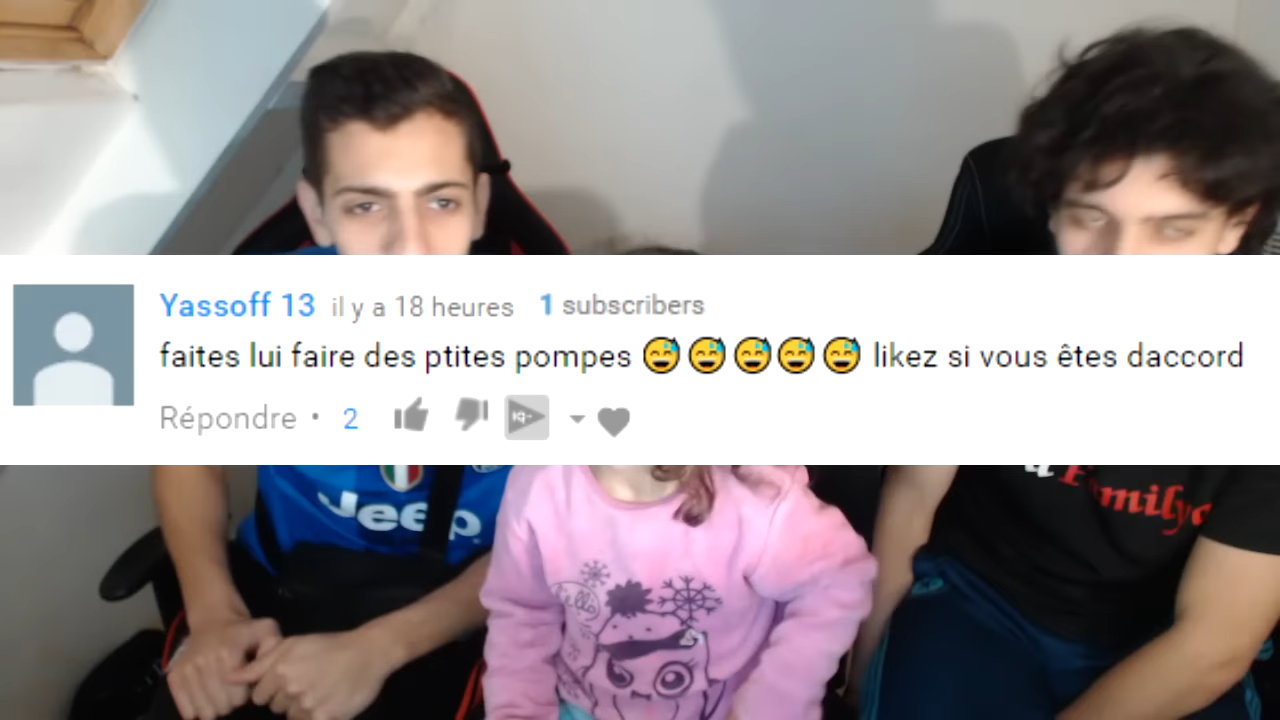 Yassoff 13 il y a 18 heures 1 subscribers
faites lui faire des ptites pompes 😅😅😅😅😅 likez si vous êtes daccord
Répondre • 2
Jeep
Hello